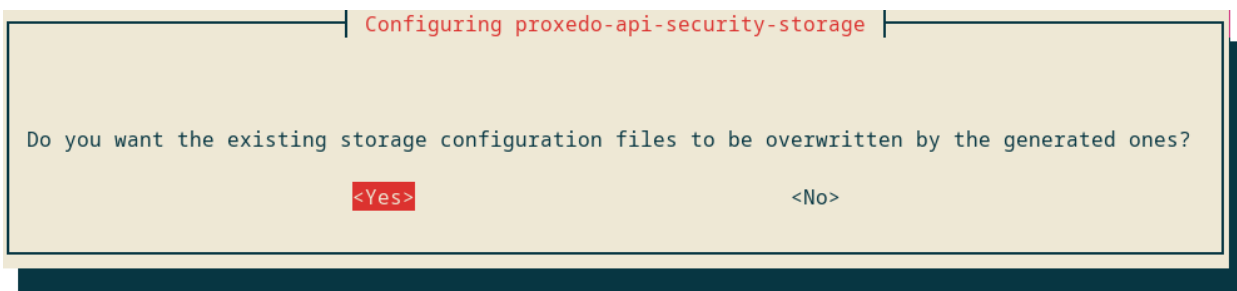 Configuring proxedo-api-security-storage
Do you want the existing storage configuration files to be overwritten by the generated ones?
<Yes> <No>